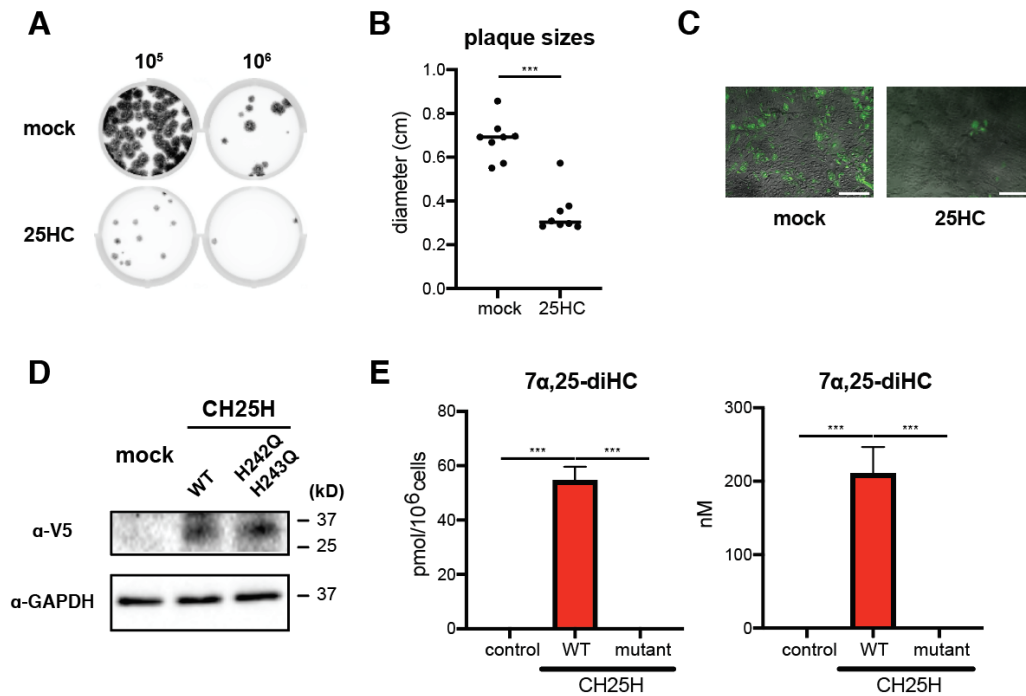 A
10⁵ 10⁶
mock
25HC
B
plaque sizes
***
1.0
0.8
0.6
0.4
0.2
0.0
diameter (cm)
mock 25HC
C
mock 25HC
D
CH25H
mock WT H242Q
H243Q
(kD)
α-V5
37
25
α-GAPDH
37
E
7α,25-diHC
*** ***
80
60
40
20
0
pmol/10⁶cells
control WT mutant
CH25H
7α,25-diHC
*** ***
300
200
100
0
nM
control WT mutant
CH25H